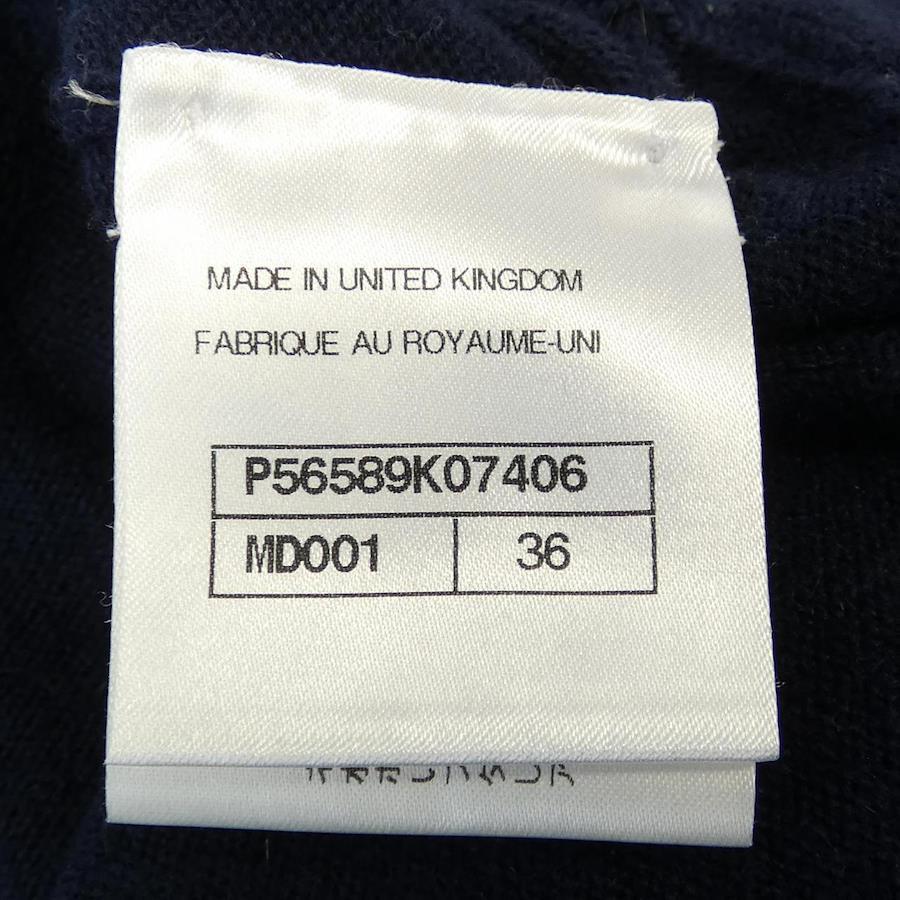 MADE IN UNITED KINGDOM
FABRIQUE AU ROYAUME-UNI
P56589K07406
MD001 36